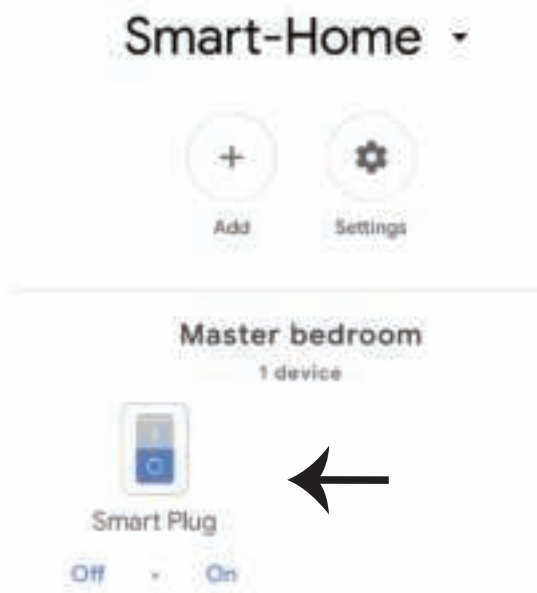 Smart-Home
Add Settings
Master bedroom
1 device
Smart Plug
Off • On